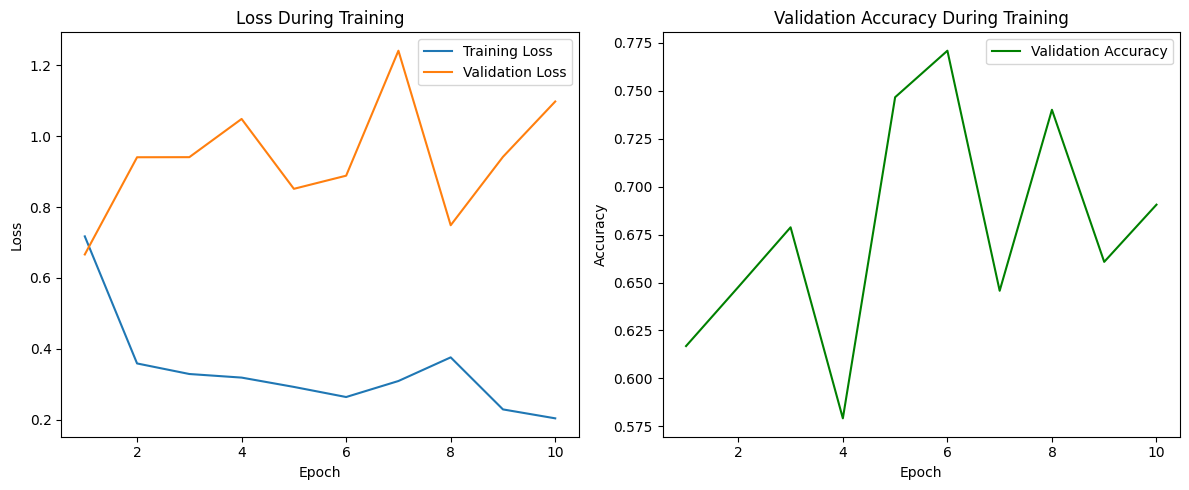 Loss During Training
Training Loss
Validation Loss
1.2
1.0
0.8
0.6
0.4
0.2
Loss
2
4
6
8
10
Epoch
Validation Accuracy During Training
Validation Accuracy
0.775
0.750
0.725
0.700
0.675
0.650
0.625
0.600
0.575
Accuracy
2
4
6
8
10
Epoch